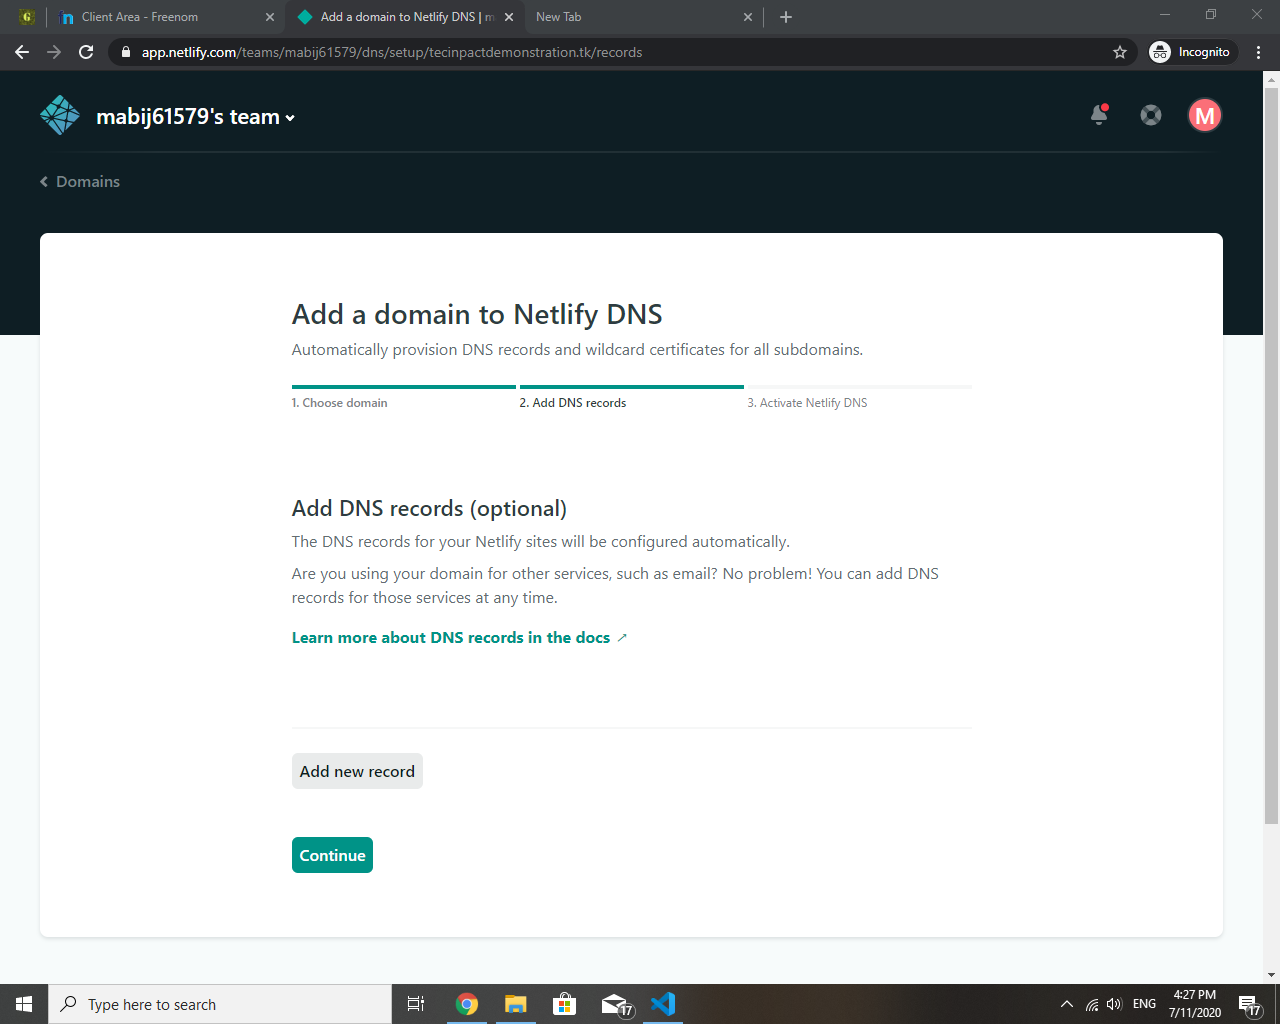 G
Client Area - Freenom
Add a domain to Netlify DNS | m
New Tab
app.netlify.com/teams/mabij61579/dns/setup/tecinpactdemonstration.tk/records
Incognito
mabij61579's team
M
Domains
Add a domain to Netlify DNS
Automatically provision DNS records and wildcard certificates for all subdomains.
1. Choose domain
2. Add DNS records
3. Activate Netlify DNS
Add DNS records (optional)
The DNS records for your Netlify sites will be configured automatically.
Are you using your domain for other services, such as email? No problem! You can add DNS
records for those services at any time.
Learn more about DNS records in the docs
Add new record
Continue
Type here to search
17
ENG
4:27 PM
7/11/2020
17